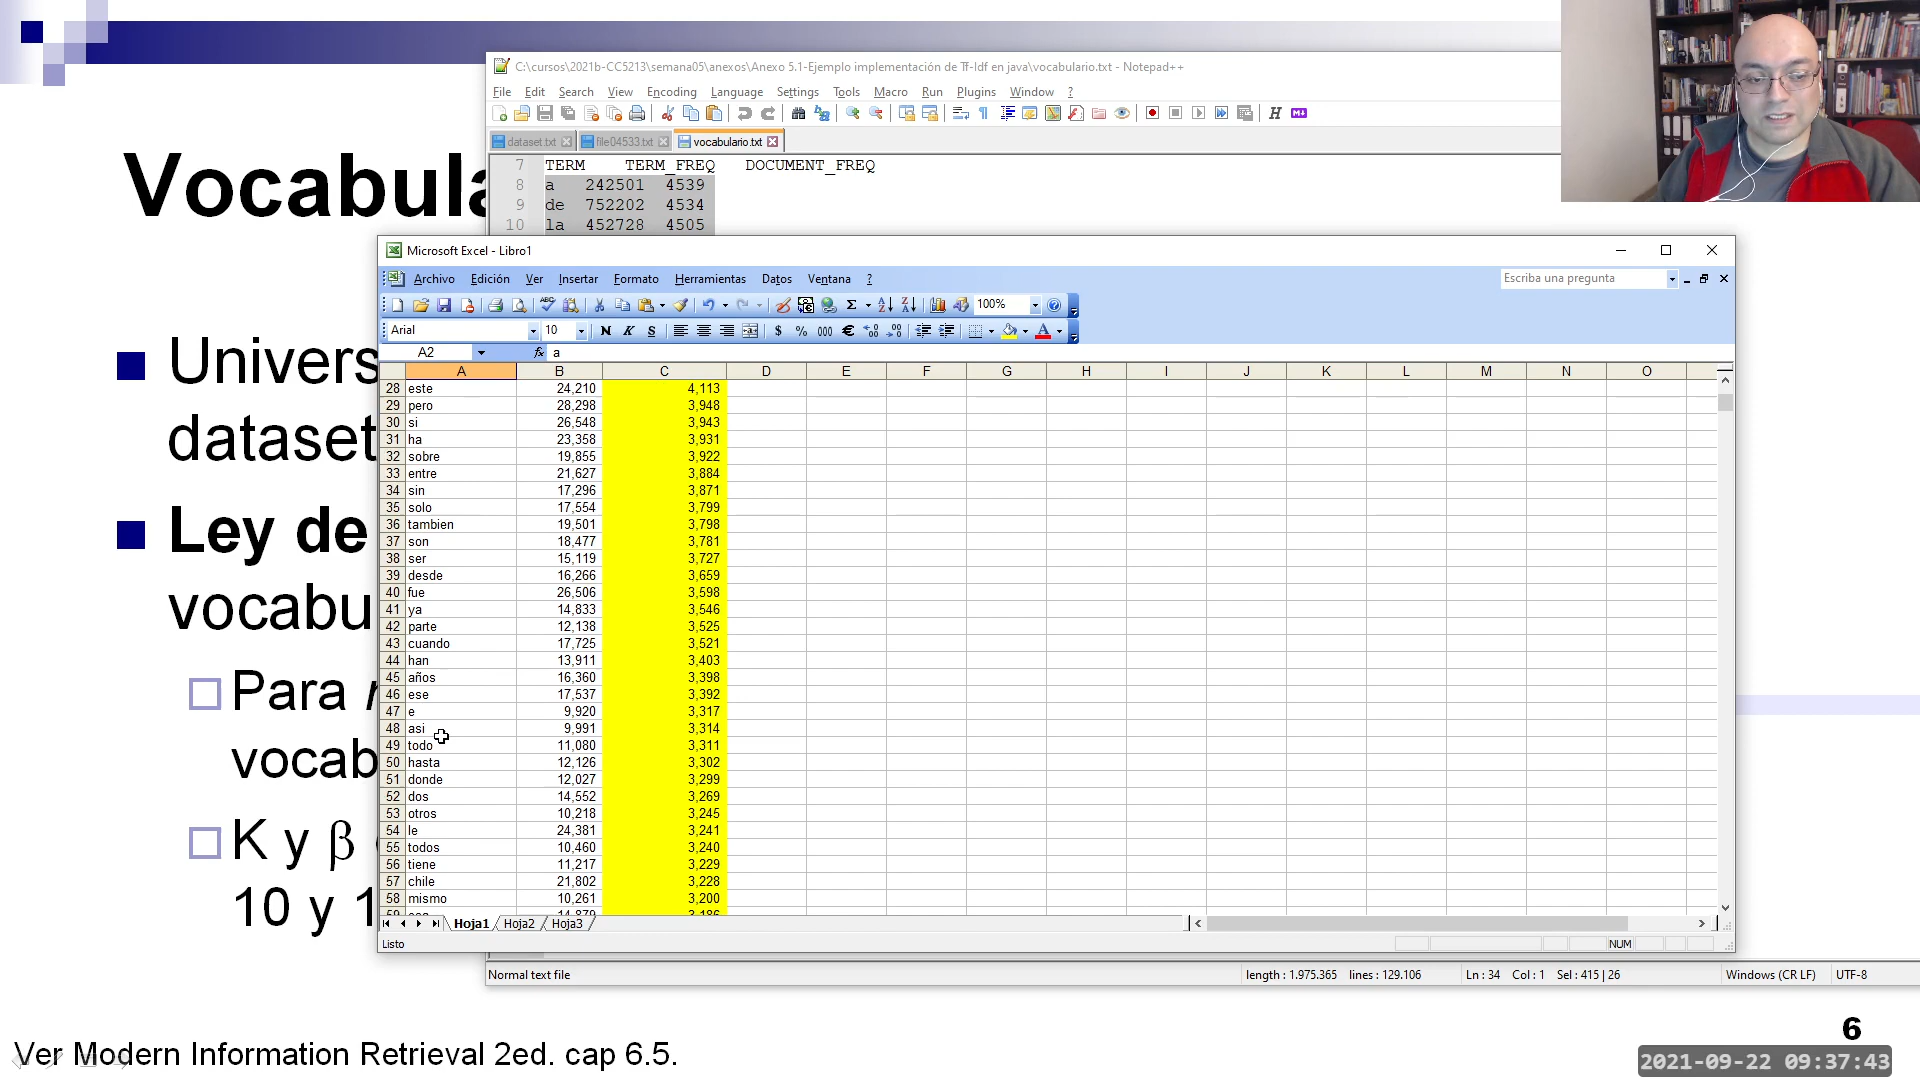 C:\cursos\2021b-CC5213\semana05\anexos\Anexo 5.1-Ejemplo implementación de Tf-Idf en java\vocabulario.txt - Notepad++
File Edit Search View Encoding Language Settings Tools Macro Run Plugins Window ?
dataset.txt file04533.txt vocabulario.txt
7 TERM TERM_FREQ DOCUMENT_FREQ
8 a 242501 4539
9 de 752202 4534
10 la 452728 4505
Microsoft Excel - Libro1
Archivo Edición Ver Insertar Formato Herramientas Datos Ventana ? Escriba una pregunta
100%
Arial 10 N K S $ % 000 €
A2 fx a
A B C D E F G H I J K L M N O
28 este 24,210 4,113
29 pero 28,298 3,948
30 si 26,548 3,943
31 ha 23,358 3,931
32 sobre 19,855 3,922
33 entre 21,627 3,884
34 sin 17,296 3,871
35 solo 17,554 3,799
36 tambien 19,501 3,798
37 son 18,477 3,781
38 ser 15,119 3,727
39 desde 16,266 3,659
40 fue 26,506 3,598
41 ya 14,833 3,546
42 parte 12,138 3,525
43 cuando 17,725 3,521
44 han 13,911 3,403
45 años 16,360 3,398
46 ese 17,537 3,392
47 e 9,920 3,317
48 asi 9,991 3,314
49 todo 11,080 3,311
50 hasta 12,126 3,302
51 donde 12,027 3,299
52 dos 14,552 3,269
53 otros 10,218 3,245
54 le 24,381 3,241
55 todos 10,460 3,240
56 tiene 11,217 3,229
57 chile 21,802 3,228
58 mismo 10,261 3,200
Hoja1 Hoja2 Hoja3
Listo NUM
Normal text file length : 1.975.365 lines : 129.106 Ln : 34 Col : 1 Sel : 415 | 26 Windows (CR LF) UTF-8
Vocabula
Univers
dataset
Ley de
vocabu
Para
vocab
K y β
10 y 1
6
Ver Modern Information Retrieval 2ed. cap 6.5.
2021-09-22 09:37:43